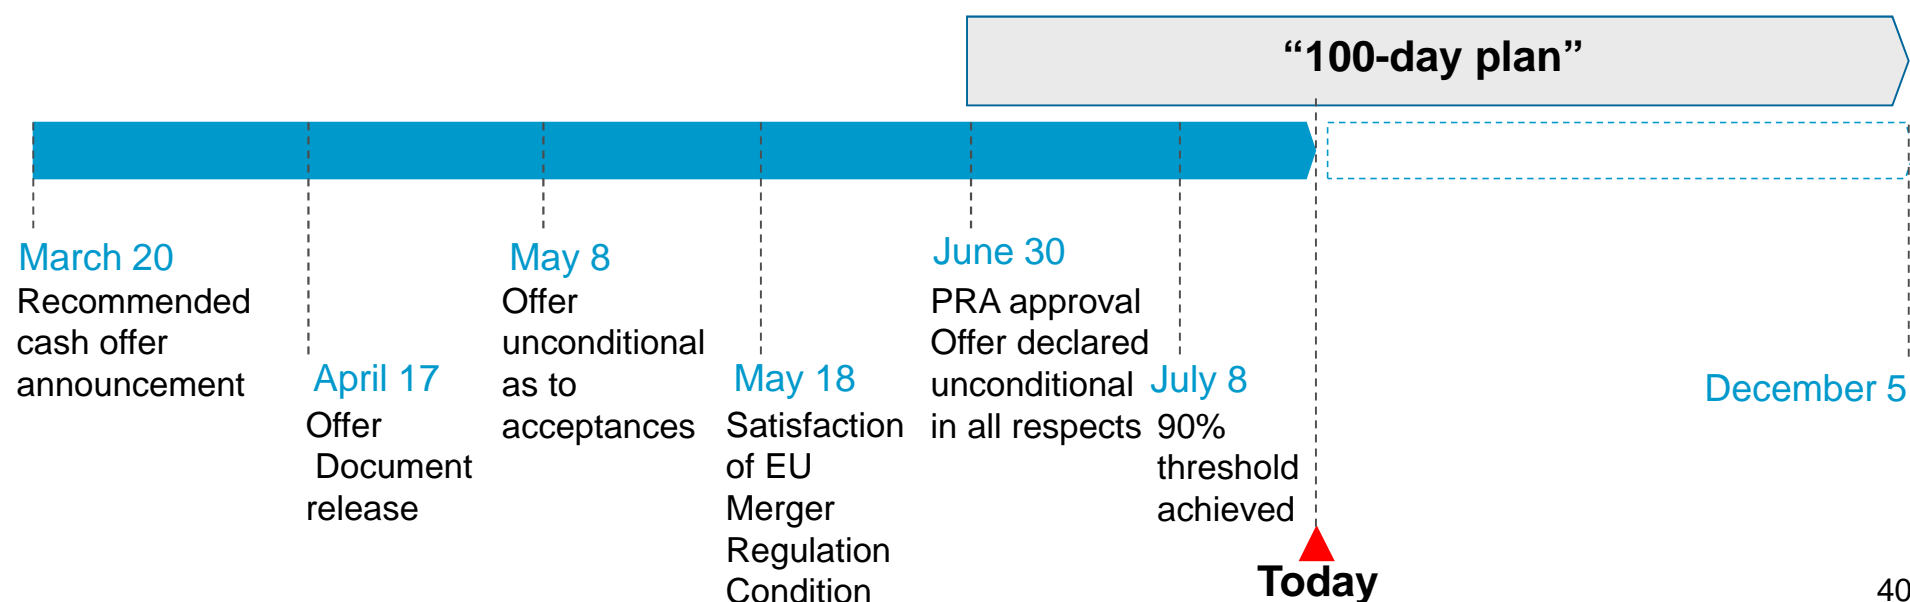 “100-day plan”
March 20
Recommended
cash offer
announcement
April 17
Offer
Document
release
May 8
Offer
unconditional
as to
acceptances
May 18
Satisfaction
of EU
Merger
Regulation
Condition
June 30
PRA approval
Offer declared
unconditional
in all respects
July 8
90%
threshold
achieved
Today
December 5
40